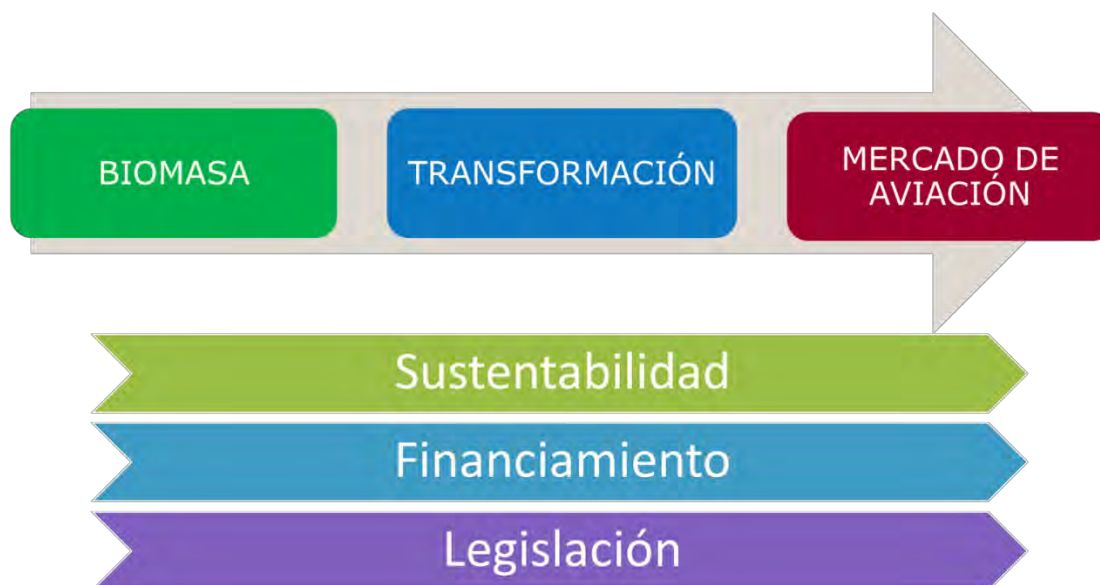 BIOMASA
TRANSFORMACIÓN
MERCADO DE
AVIACIÓN
Sustentabilidad
Financiamiento
Legislación